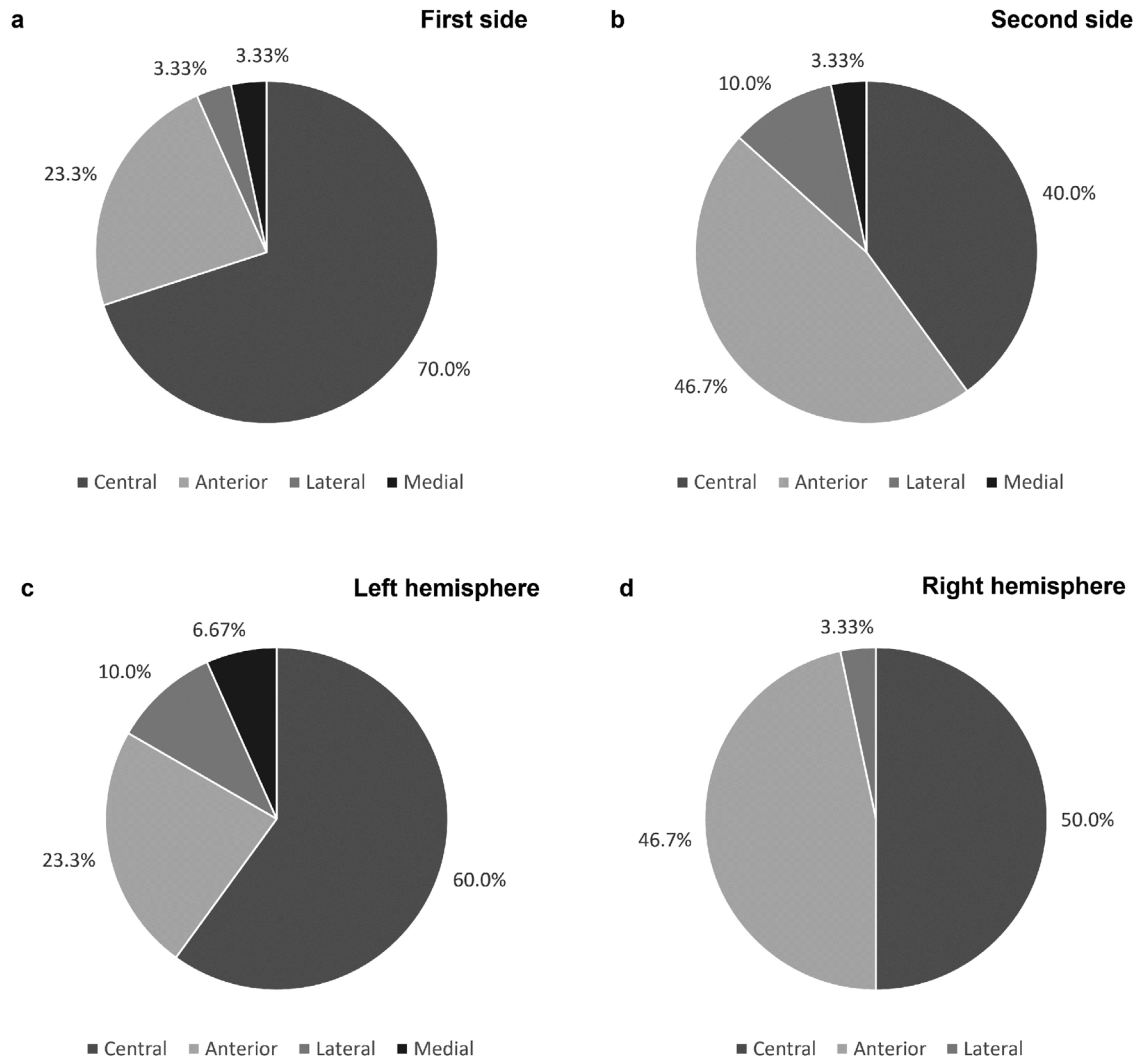 a First side
3.33% 3.33%
23.3%
70.0%
Central Anterior Lateral Medial
b Second side
3.33%
10.0%
40.0%
46.7%
Central Anterior Lateral Medial
c Left hemisphere
6.67%
10.0%
23.3%
60.0%
Central Anterior Lateral Medial
d Right hemisphere
3.33%
46.7%
50.0%
Central Anterior Lateral